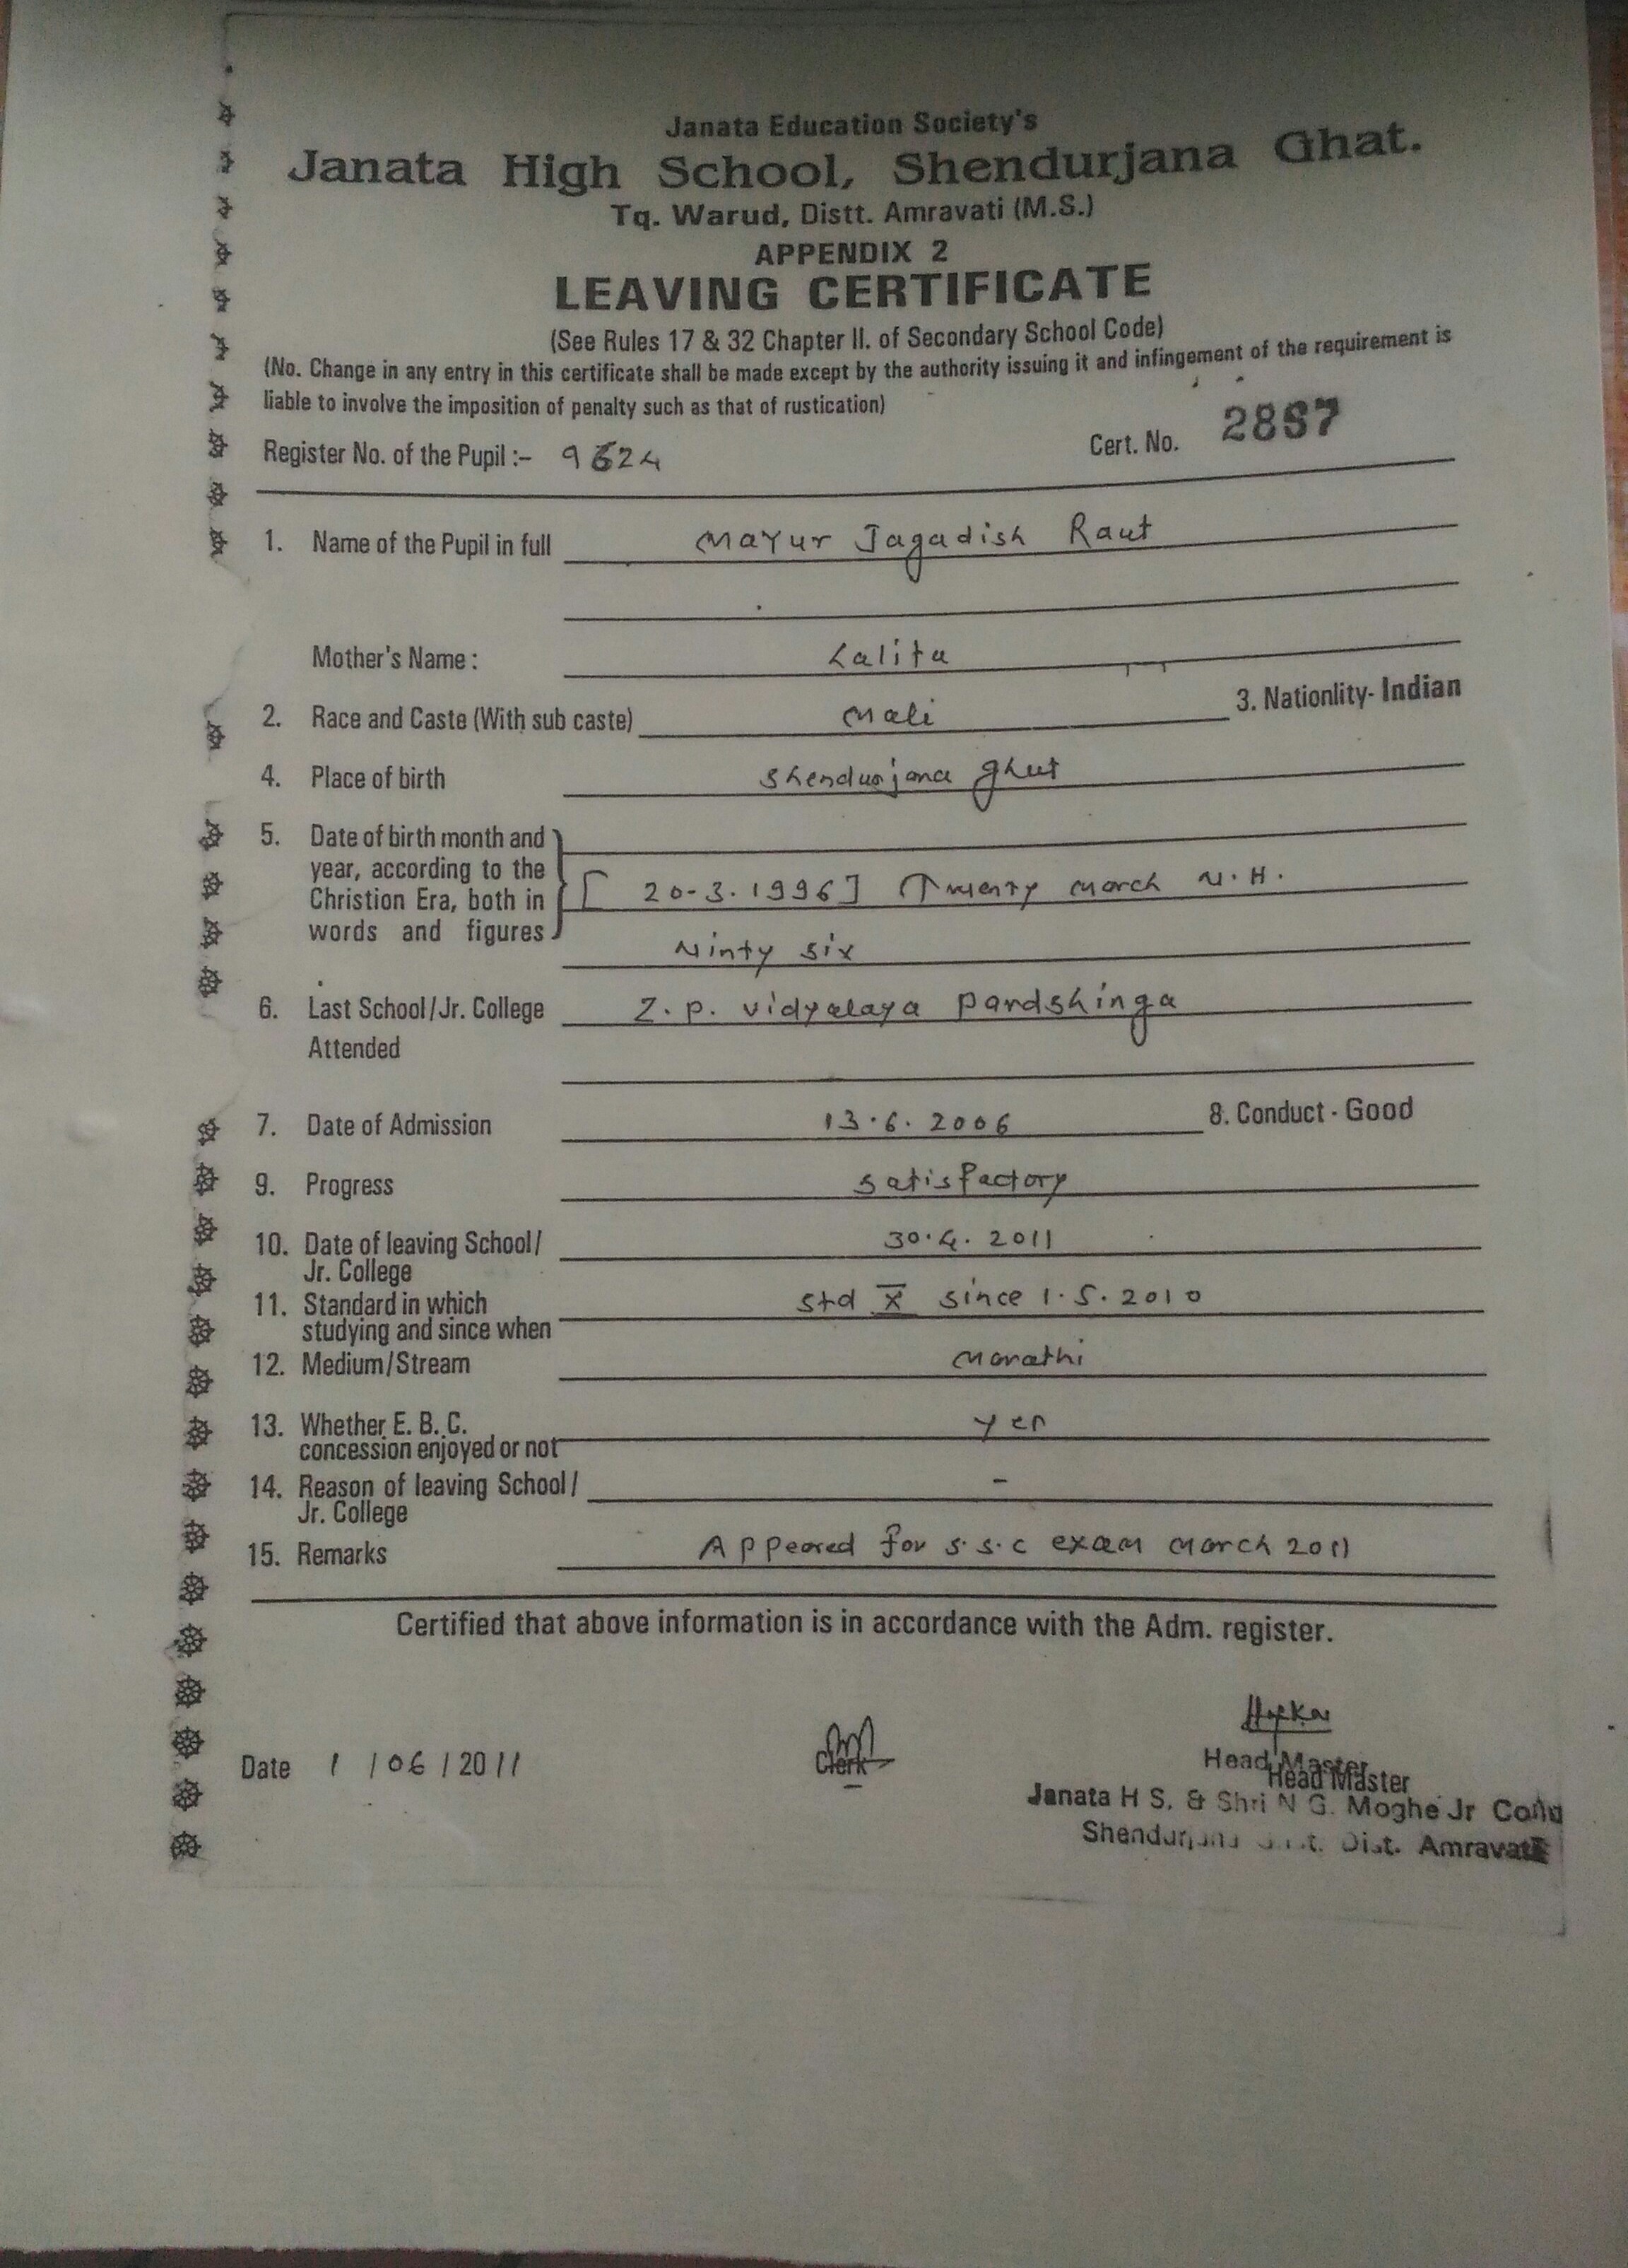 Janata Education Society's
Janata High School, Shendurjana Ghat.
Tq. Warud, Distt. Amravati (M.S.)
APPENDIX 2
LEAVING CERTIFICATE
(See Rules 17 & 32 Chapter II. of Secondary School Code)
(No. Change in any entry in this certificate shall be made except by the authority issuing it and infingement of the requirement is
liable to involve the imposition of penalty such as that of rustication)
Register No. of the Pupil :- 9624 Cert. No.
1. Name of the Pupil in full Mayur Jagadish Raut
Mother's Name : Lalita
2. Race and Caste (With sub caste) Mali 3. Nationlity- Indian
4. Place of birth Shendurjana Ghat
5. Date of birth month and
year, according to the
Christion Era, both in
words and figures
[ 20-3.1996] (Twenty March N.H.
Ninty six
6. Last School/Jr. College Z.p. vidyalaya pardshinga
Attended
7. Date of Admission 13.6.2006 8. Conduct - Good
9. Progress satisfactory
10. Date of leaving School/ 30.4.2011
Jr. College
11. Standard in which std X since 1.5.2010
studying and since when
12. Medium/Stream Marathi
13. Whether E. B. C. yes
concession enjoyed or not
14. Reason of leaving School/ -
Jr. College
15. Remarks Appeared for S.S.C exam March 2011
Certified that above information is in accordance with the Adm. register.
Date 1 /06/2011 Clerk
Head Master
Head Master
Janata H S. & Shri N G. Moghe Jr
Dist. Amravati